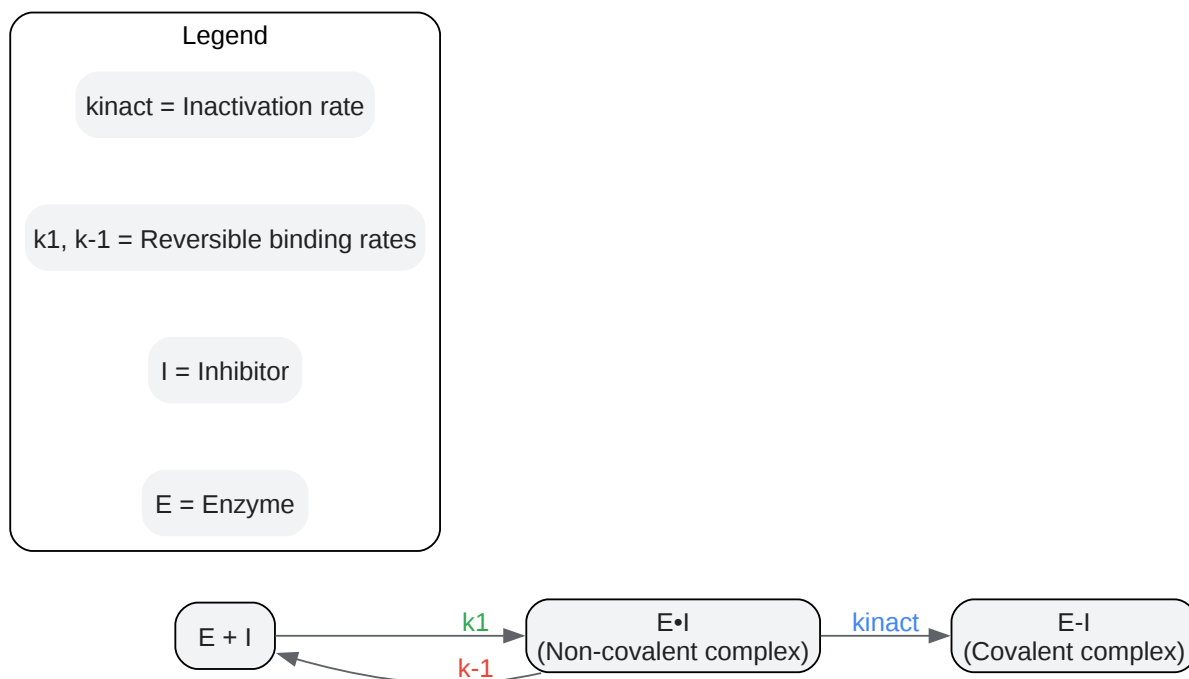 Legend
kinact = Inactivation rate
k1, k-1 = Reversible binding rates
I = Inhibitor
E = Enzyme
E + I
k1
k-1
E•I
(Non-covalent complex)
kinact
E-I
(Covalent complex)